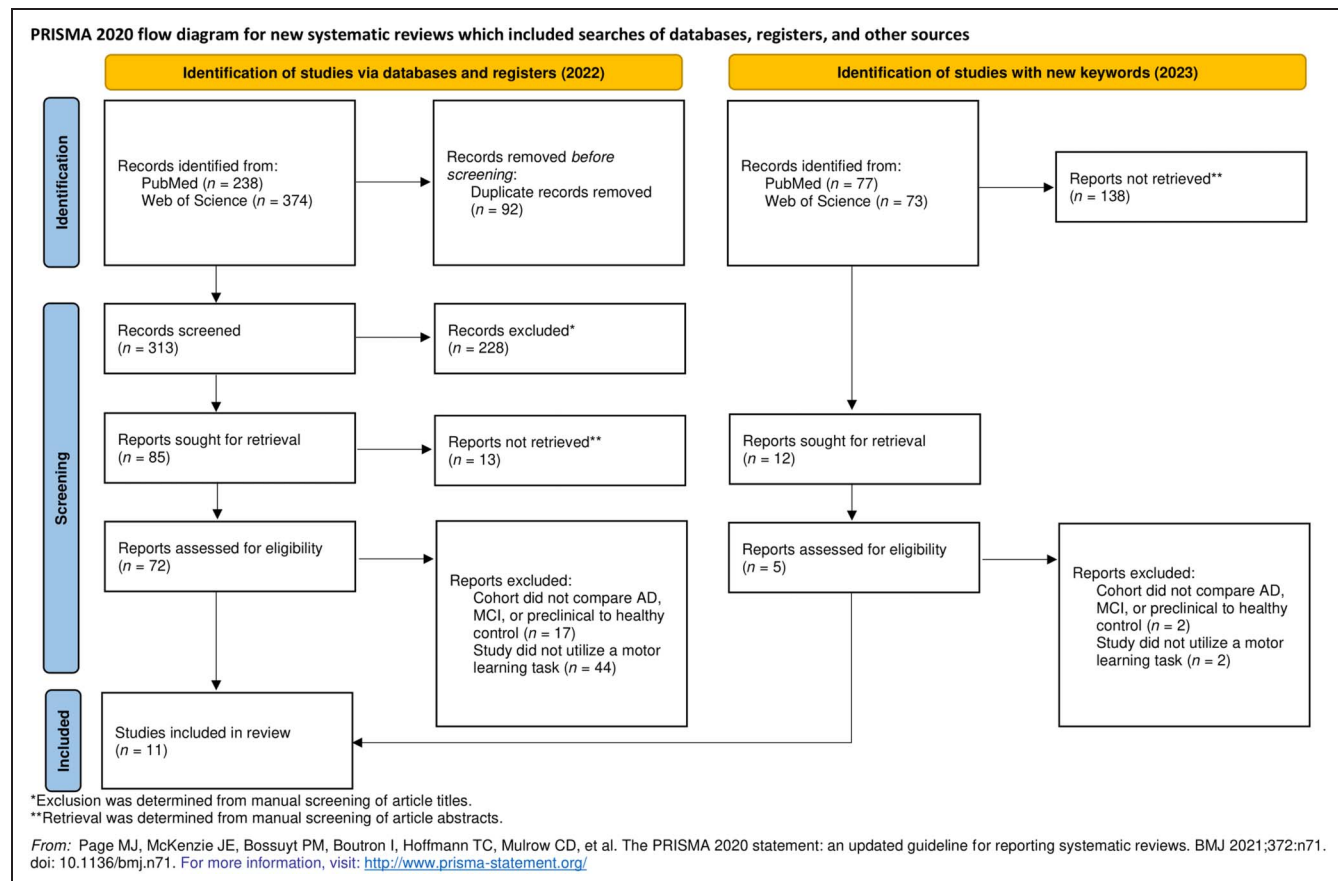 PRISMA 2020 flow diagram for new systematic reviews which included searches of databases, registers, and other sources
Identification of studies via databases and registers (2022)
Identification of studies with new keywords (2023)
Identification
Records identified from:
PubMed (n = 238)
Web of Science (n = 374)
Records removed before
screening:
Duplicate records removed
(n = 92)
Records identified from:
PubMed (n = 77)
Web of Science (n = 73)
Reports not retrieved**
(n = 138)
Screening
Records screened
(n = 313)
Records excluded*
(n = 228)
Reports sought for retrieval
(n = 85)
Reports not retrieved**
(n = 13)
Reports sought for retrieval
(n = 12)
Reports assessed for eligibility
(n = 72)
Reports excluded:
Cohort did not compare AD,
MCI, or preclinical to healthy
control (n = 17)
Study did not utilize a motor
learning task (n = 44)
Reports assessed for eligibility
(n = 5)
Reports excluded:
Cohort did not compare AD,
MCI, or preclinical to healthy
control (n = 2)
Study did not utilize a motor
learning task (n = 2)
Included
Studies included in review
(n = 11)
*Exclusion was determined from manual screening of article titles.
**Retrieval was determined from manual screening of article abstracts.
From: Page MJ, McKenzie JE, Bossuyt PM, Boutron I, Hoffmann TC, Mulrow CD, et al. The PRISMA 2020 statement: an updated guideline for reporting systematic reviews. BMJ 2021;372:n71.
doi: 10.1136/bmj.n71. For more information, visit: http://www.prisma-statement.org/